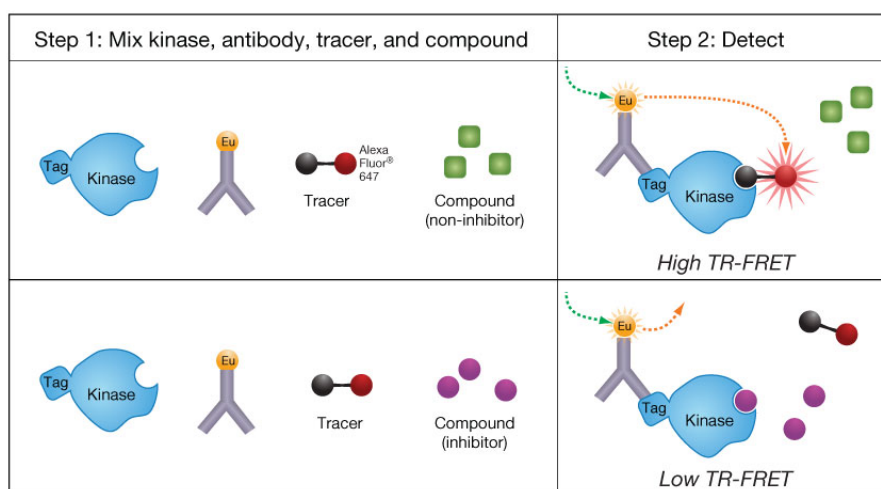 Step 1: Mix kinase, antibody, tracer, and compound
Step 2: Detect
Tag
Kinase
Eu
Alexa
Fluor®
647
Tracer
Compound
(non-inhibitor)
Eu
Tag
Kinase
High TR-FRET
Tag
Kinase
Eu
Tracer
Compound
(inhibitor)
Eu
Tag
Kinase
Low TR-FRET